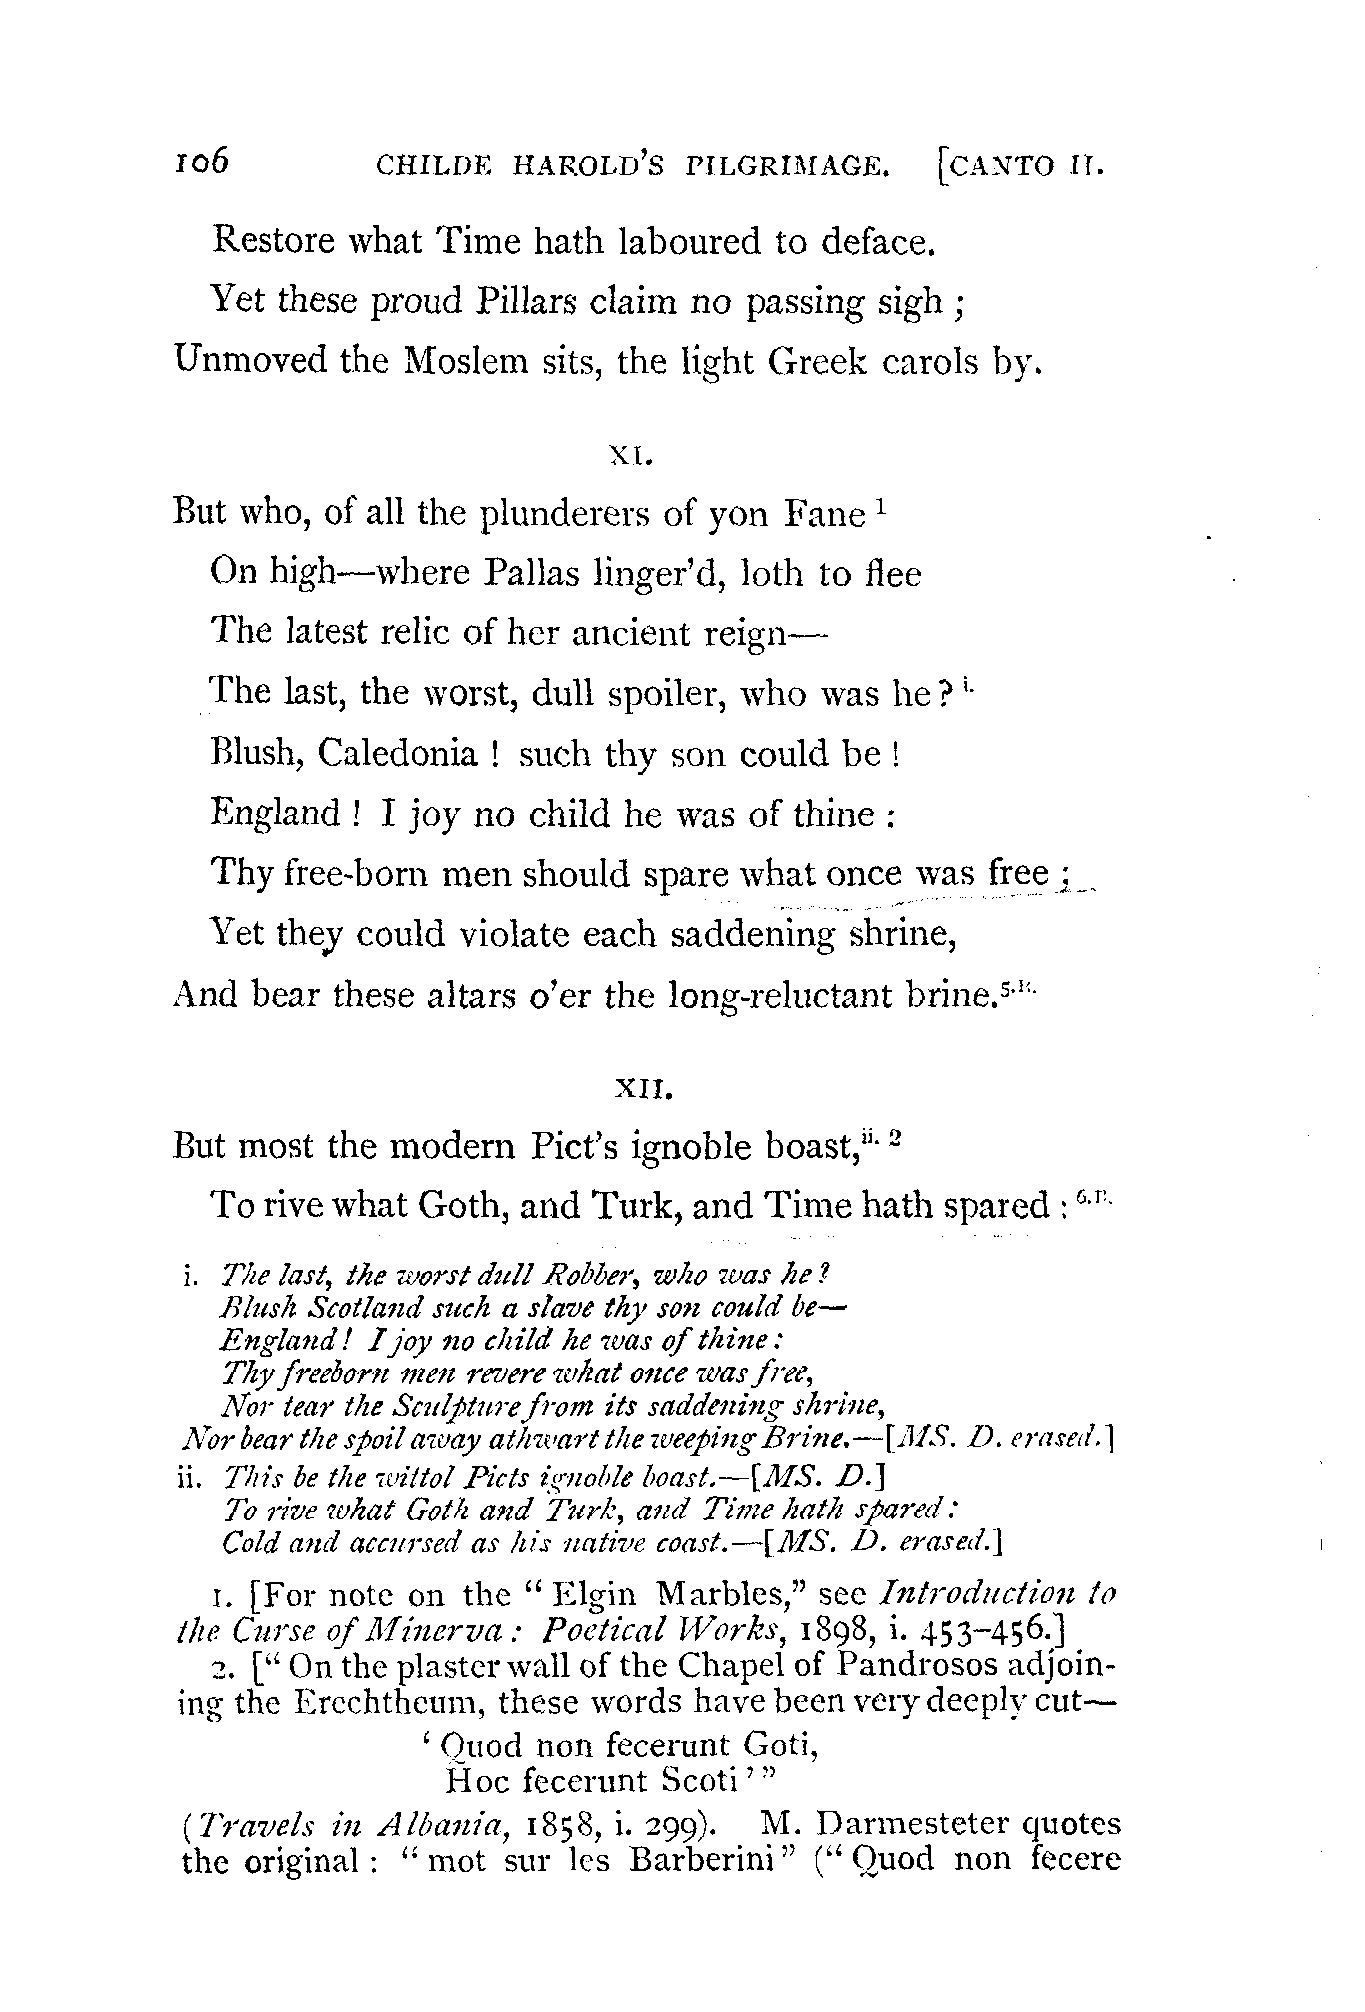 106 CHILDE HAROLD'S PILGRIMAGE. [CANTO II.
Restore what Time hath laboured to deface.
Yet these proud Pillars claim no passing sigh ;
Unmoved the Moslem sits, the light Greek carols by.
XI.
But who, of all the plunderers of yon Fane 1
On high—where Pallas linger'd, loth to flee
The latest relic of her ancient reign—
The last, the worst, dull spoiler, who was he? i.
Blush, Caledonia ! such thy son could be !
England ! I joy no child he was of thine :
Thy free-born men should spare what once was free ;
Yet they could violate each saddening shrine,
And bear these altars o'er the long-reluctant brine.5.B.
XII.
But most the modern Pict's ignoble boast,ii. 2
To rive what Goth, and Turk, and Time hath spared : 6.B.
i. The last, the worst dull Robber, who was he?
Blush Scotland such a slave thy son could be—
England! I joy no child he was of thine:
Thy freeborn men revere what once was free,
Nor tear the Sculpture from its saddening shrine,
Nor bear the spoil away athwart the weeping Brine.—[MS. D. erased.]
ii. This be the wittol Picts ignoble boast.—[MS. D.]
To rive what Goth and Turk, and Time hath spared:
Cold and accursed as his native coast.—[MS. D. erased.]
1. [For note on the "Elgin Marbles," see Introduction to
the Curse of Minerva: Poetical Works, 1898, i. 453-456.]
2. ["On the plaster wall of the Chapel of Pandrosos adjoin-
ing the Erechtheum, these words have been very deeply cut—
'Quod non fecerunt Goti,
Hoc fecerunt Scoti'"
(Travels in Albania, 1858, i. 299). M. Darmesteter quotes
the original: "mot sur les Barberini" ("Quod non fecere